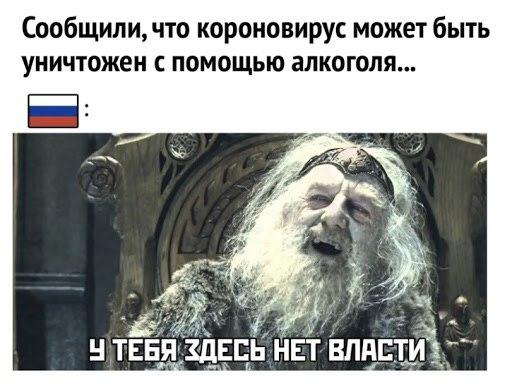 Сообщили, что короновирус может быть
уничтожен с помощью алкоголя...
:
У ТЕБЯ ЗДЕСЬ НЕТ ВЛАСТИ